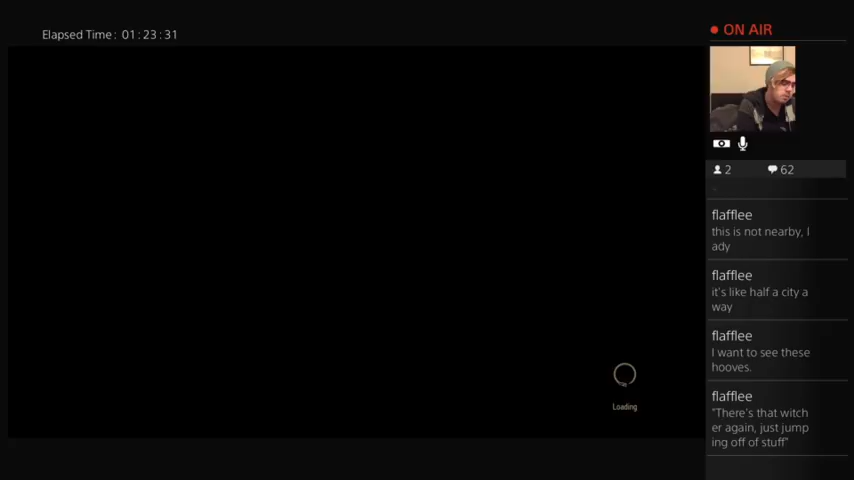 Elapsed Time: 01:23:31
ON AIR
2
62
flafflee
this is not nearby, l
ady
flafflee
it's like half a city a
way
flafflee
I want to see these
hooves.
flafflee
"There's that witch
er again, just jump
ing off of stuff"
Loading